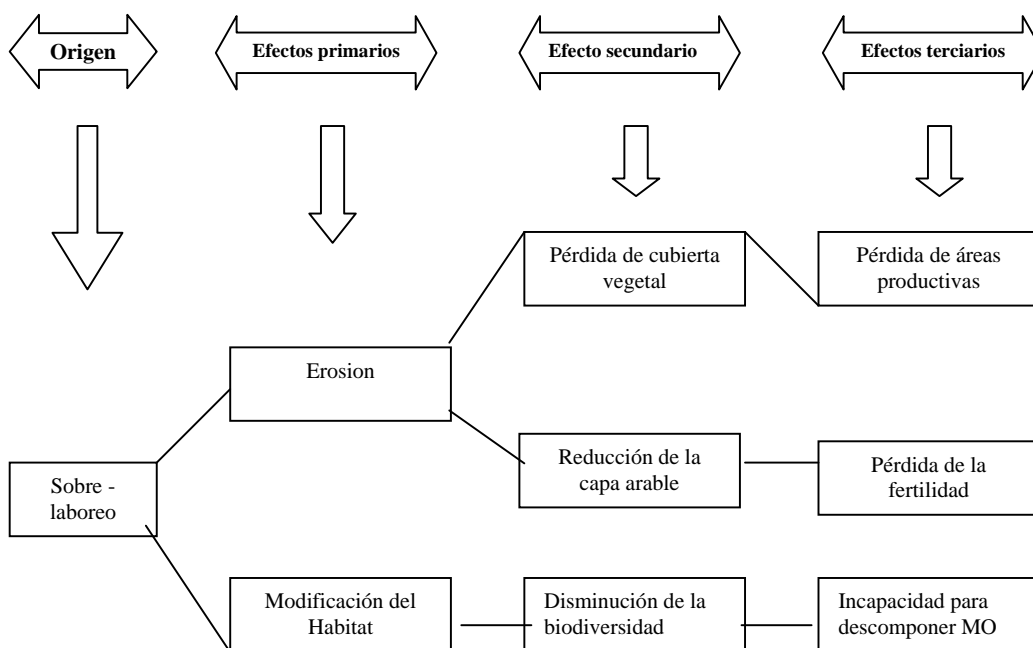 Origen
Efectos primarios
Efecto secundario
Efectos terciarios
Pérdida de cubierta
vegetal
Pérdida de áreas
productivas
Erosion
Reducción de la
capa arable
Pérdida de la
fertilidad
Sobre -
laboreo
Modificación del
Habitat
Disminución de la
biodiversidad
Incapacidad para
descomponer MO